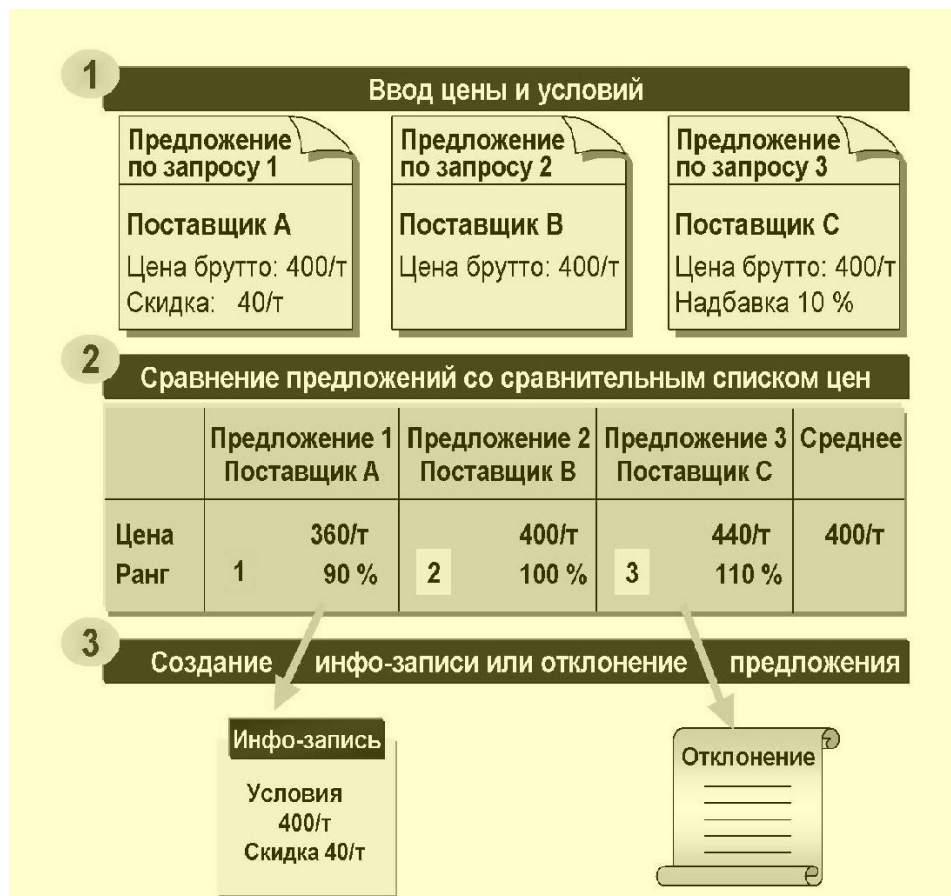 1
Ввод цены и условий
Предложение
по запросу 1
Поставщик А
Цена брутто: 400/т
Скидка: 40/т
Предложение
по запросу 2
Поставщик В
Цена брутто: 400/т
Предложение
по запросу 3
Поставщик С
Цена брутто: 400/т
Надбавка 10 %
2
Сравнение предложений со сравнительным списком цен
Предложение 1 Предложение 2 Предложение 3 Среднее
Поставщик А Поставщик В Поставщик С
Цена 360/т 400/т 440/т 400/т
Ранг 1 90 % 2 100 % 3 110 %
3
Создание инфо-записи или отклонение предложения
Инфо-запись
Условия
400/т
Скидка 40/т
Отклонение